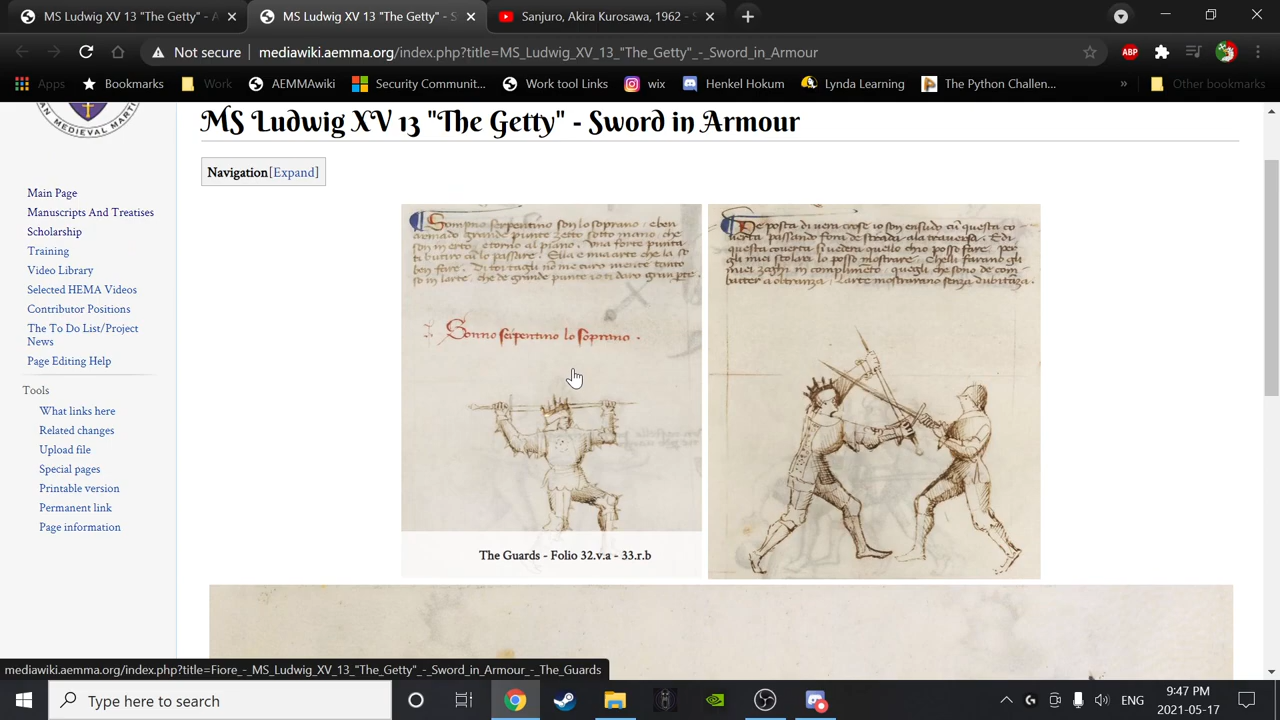 MS Ludwig XV 13 "The Getty" - A
MS Ludwig XV 13 "The Getty" - S
Sanjuro, Akira Kurosawa, 1962 - S
Not secure
mediawiki.aemma.org/index.php?title=MS_Ludwig_XV_13_"The_Getty"_-_Sword_in_Armour
ABP
Apps
Bookmarks
Work
AEMMAwiki
Security Communit...
Work tool Links
wix
Henkel Hokum
Lynda Learning
The Python Challen...
»
Other bookmarks
MS Ludwig XV 13 "The Getty" - Sword in Armour
Navigation[Expand]
Main Page
Manuscripts And Treatises
Scholarship
Training
Video Library
Selected HEMA Videos
Contributor Positions
The To Do List/Project
News
Page Editing Help
Tools
What links here
Related changes
Upload file
Special pages
Printable version
Permanent link
Page information
Sonno serpentino lo soprano.
The Guards - Folio 32.v.a - 33.r.b
mediawiki.aemma.org/index.php?title=Fiore_-_MS_Ludwig_XV_13_"The_Getty"_-_Sword_in_Armour_-_The_Guards
Type here to search
ENG
9:47 PM
2021-05-17